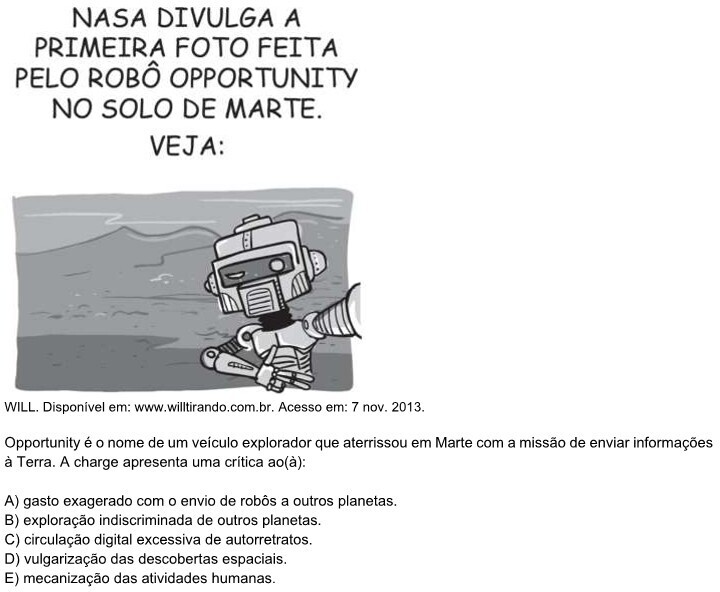 NASA DIVULGA A
PRIMEIRA FOTO FEITA
PELO ROBÔ OPPORTUNITY
NO SOLO DE MARTE.
VEJA:
WILL. Disponível em: www.willtirando.com.br. Acesso em: 7 nov. 2013.
Opportunity é o nome de um veículo explorador que aterrissou em Marte com a missão de enviar informações
à Terra. A charge apresenta uma crítica ao(à):
A) gasto exagerado com o envio de robôs a outros planetas.
B) exploração indiscriminada de outros planetas.
C) circulação digital excessiva de autorretratos.
D) vulgarização das descobertas espaciais.
E) mecanização das atividades humanas.